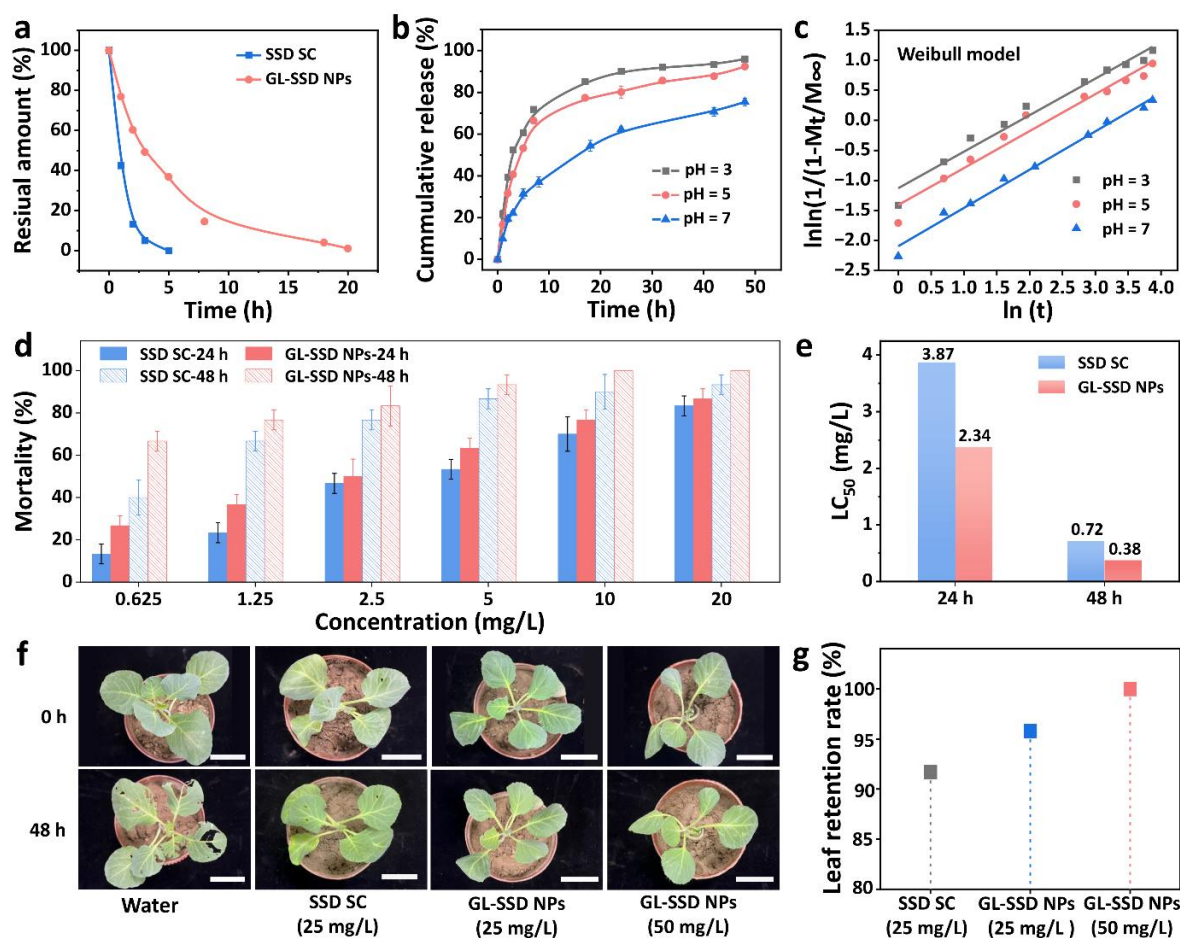 a
Resiual amount (%)
100
80
60
40
20
0
0 5 10 15 20
Time (h)
SSD SC
GL-SSD NPs
b
Cummulative release (%)
100
80
60
40
20
0
0 10 20 30 40 50
Time (h)
pH = 3
pH = 5
pH = 7
c
lnln(1/(1-Mt/M∞)
1.5
1.0
0.5
0.0
−0.5
−1.0
−1.5
−2.0
−2.5
0.0 0.5 1.0 1.5 2.0 2.5 3.0 3.5 4.0
ln (t)
Weibull model
pH = 3
pH = 5
pH = 7
d
Mortality (%)
100
80
60
40
20
0
SSD SC-24 h GL-SSD NPs-24 h
SSD SC-48 h GL-SSD NPs-48 h
0.625 1.25 2.5 5 10 20
Concentration (mg/L)
e
LC50 (mg/L)
4
3
2
1
0
3.87
2.34
0.72
0.38
SSD SC
GL-SSD NPs
24 h 48 h
f
0 h
48 h
Water
SSD SC
(25 mg/L)
GL-SSD NPs
(25 mg/L)
GL-SSD NPs
(50 mg/L)
g
Leaf retention rate (%)
100
95
90
85
80
SSD SC
(25 mg/L)
GL-SSD NPs
(25 mg/L )
GL-SSD NPs
(50 mg/L)